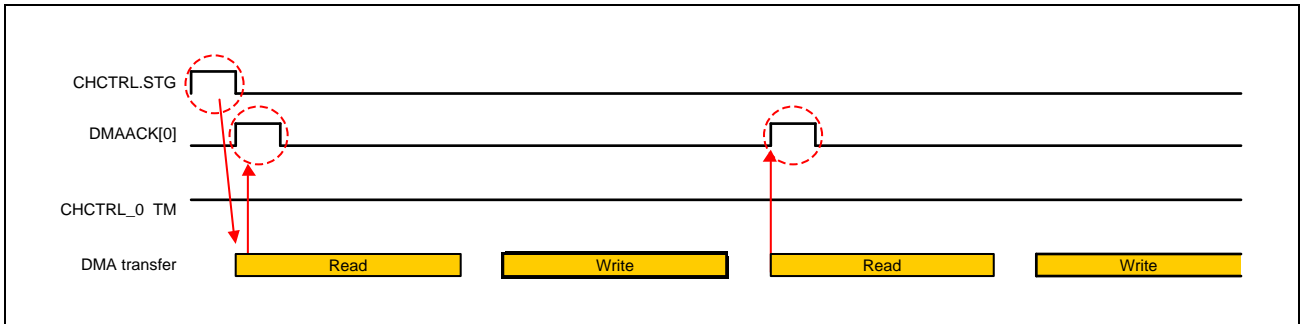 CHCTRL.STG
DMAACK[0]
CHCTRL_0 TM
DMA transfer Read Write Read Write